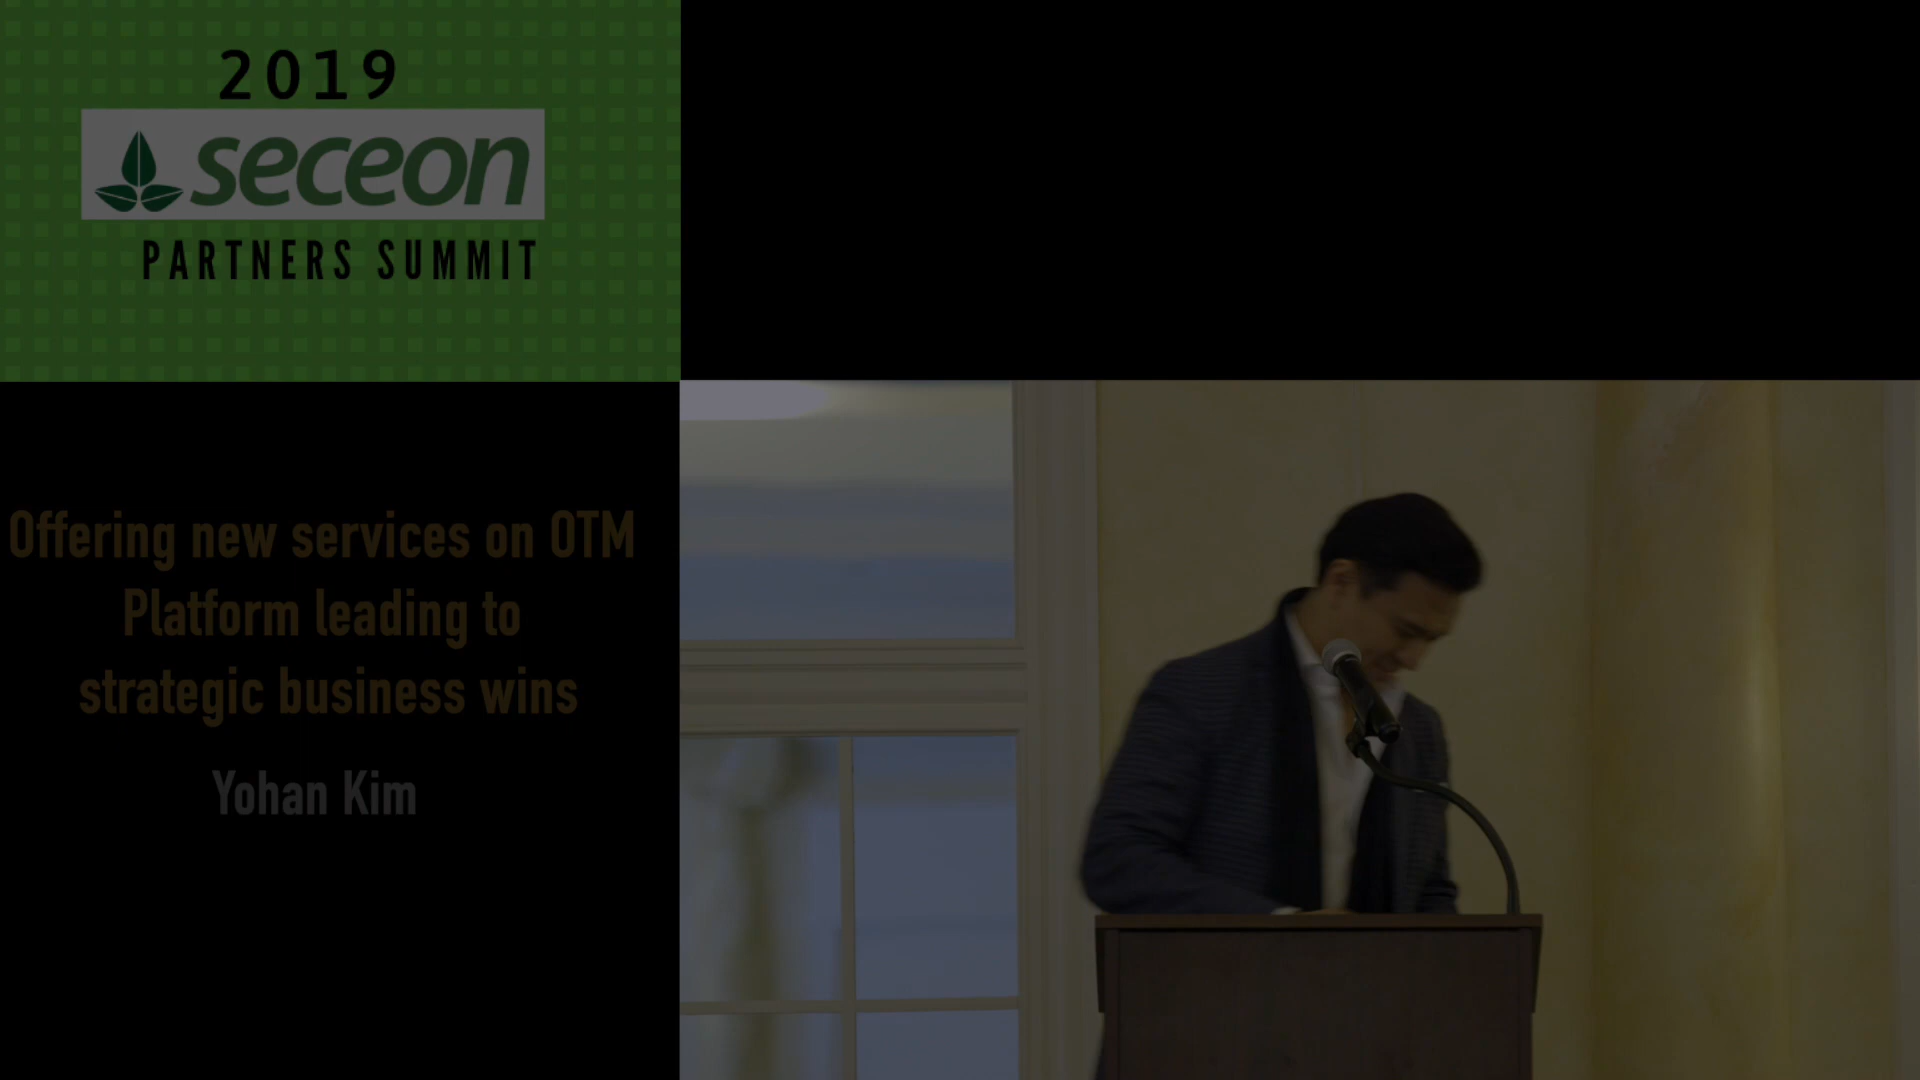 2019
seceon
PARTNERS SUMMIT
Offering new services on OTM
Platform leading to
strategic business wins
Yohan Kim